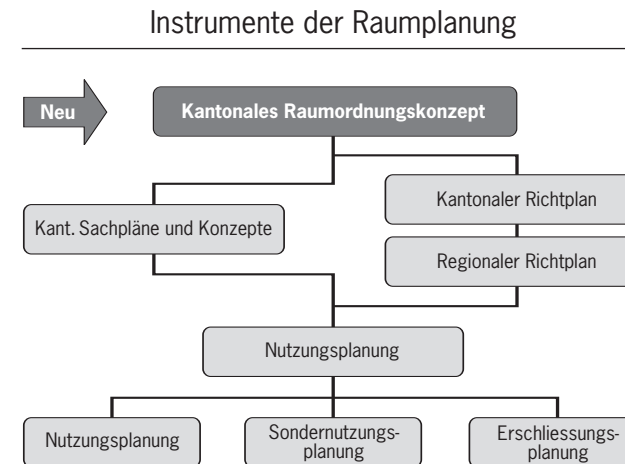 Instrumente der Raumplanung
Neu
Kantonales Raumordnungskonzept
Kantonaler Richtplan
Kant. Sachpläne und Konzepte
Regionaler Richtplan
Nutzungsplanung
Nutzungsplanung
Sondernutzungs-
planung
Erschliessungs-
planung